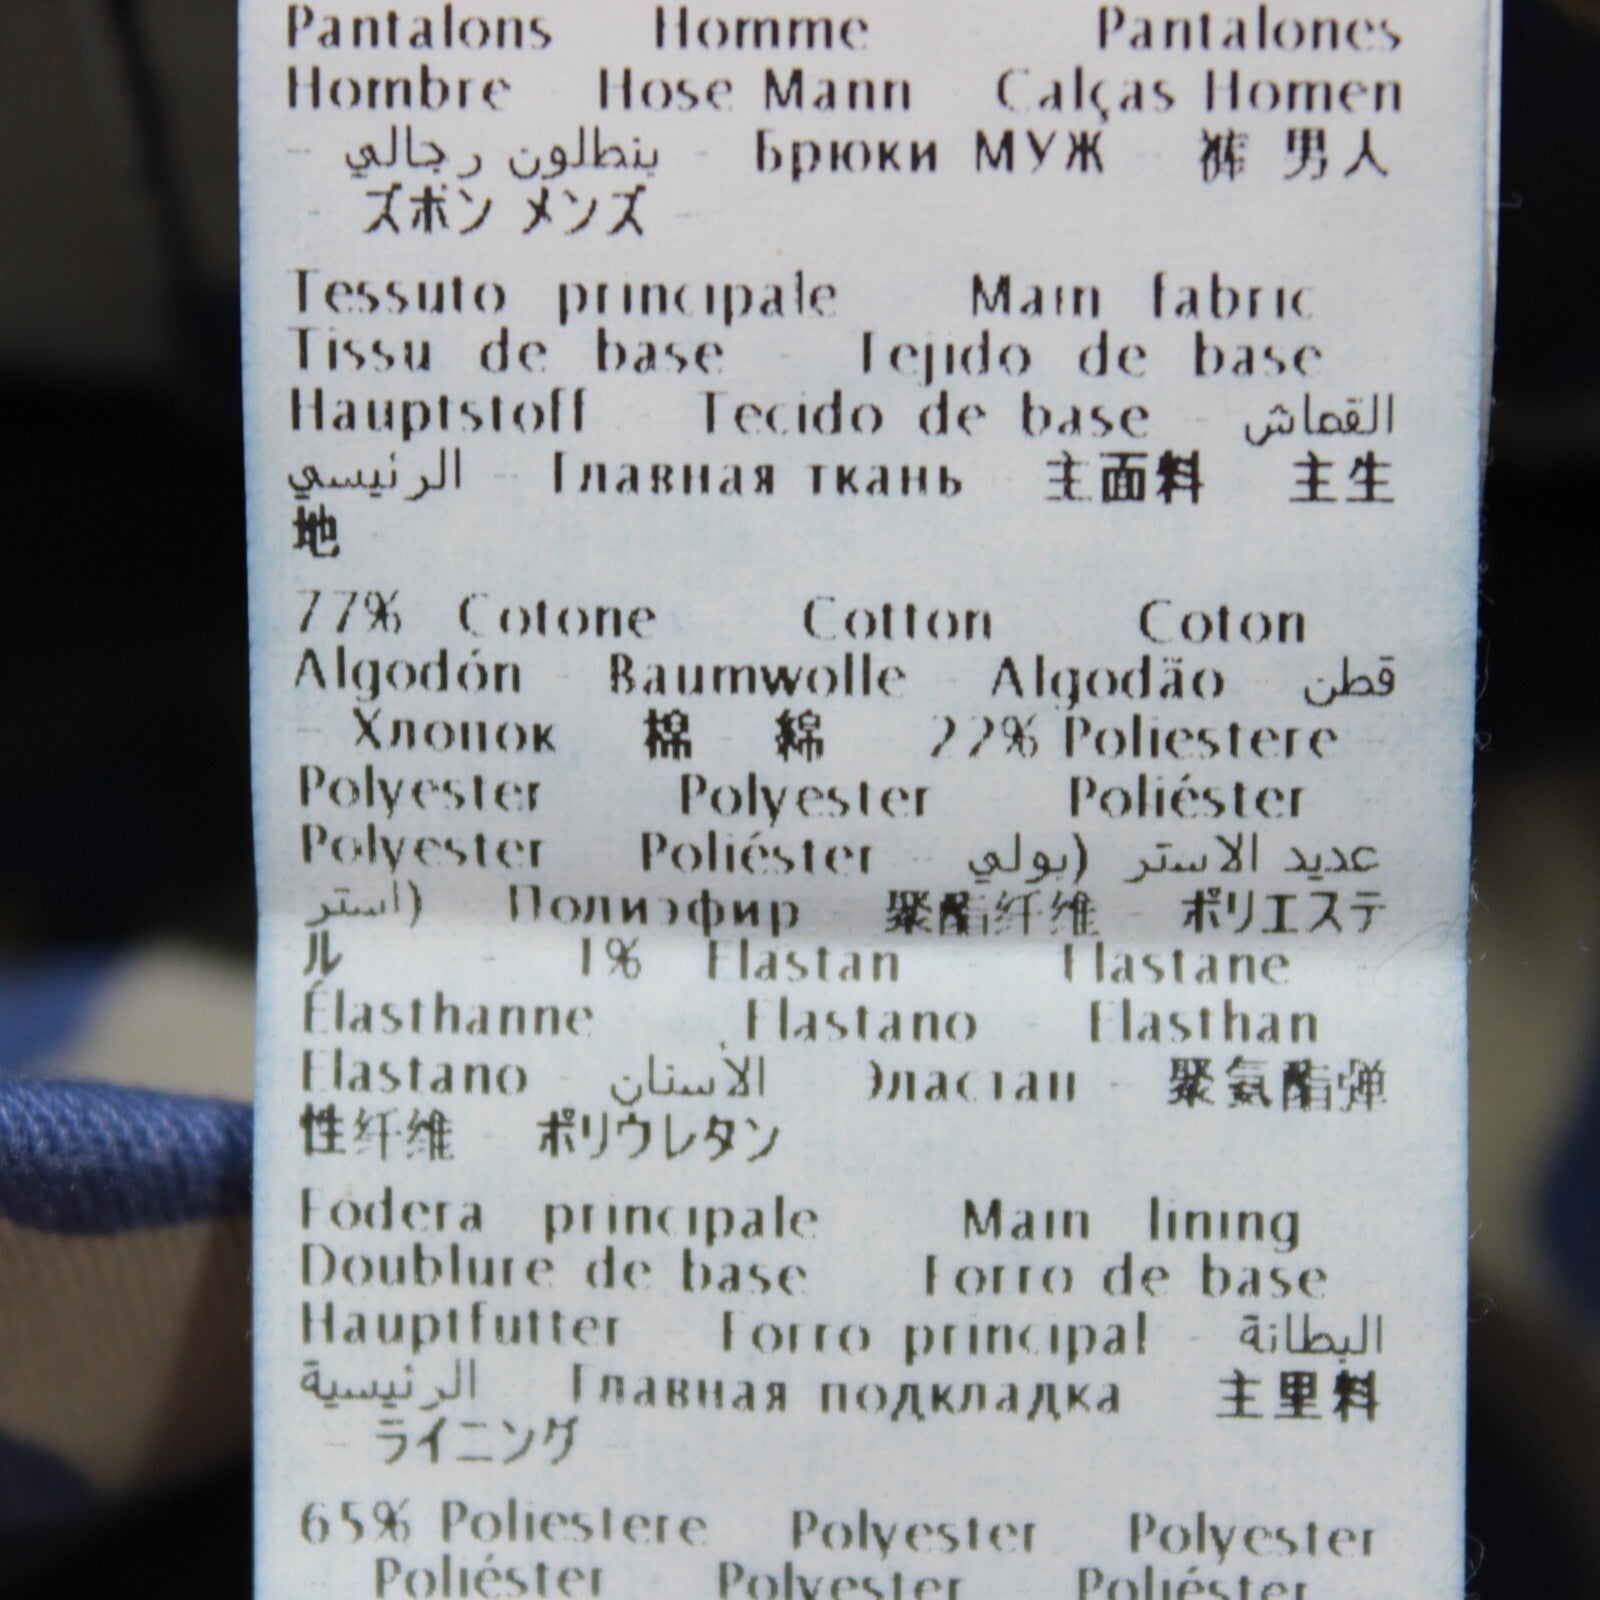 Pantalons Homme Pantalones
Hombre Hose Mann Calças Homen
- بنطلون رجالي - Брюки МУЖ - 裤 男人
- ズボン メンズ -
Tessuto principale Main fabric
Tissu de base - Tejido de base
Hauptstoff - Tecido de base - القماش
الرئيسي - Главная ткань 主面料 主生
地
77% Cotone Cotton Coton
Algodón Baumwolle Algodão قطن
- Хлопок 棉 綿 22% Poliestere
Polyester Polyester Poliéster
Polyester Poliéster - عديد الاستر (بولي
استر) Полиэфир - 聚酯纤维 - ポリエステ
ル - 1% Elastan Elastane
Élasthanne Elastano - Elasthan
Elastano - الأستان Эластан - 聚氨酯弹
性纤维 - ポリウレタン
Fodera principale Main lining
Doublure de base Forro de base
Hauptfutter Forro principal - البطانة
الرئيسية - Главная подкладка 主里料
- ライニング
65% Poliestere Polyester Polyester
Poliéster Polyester Poliéster